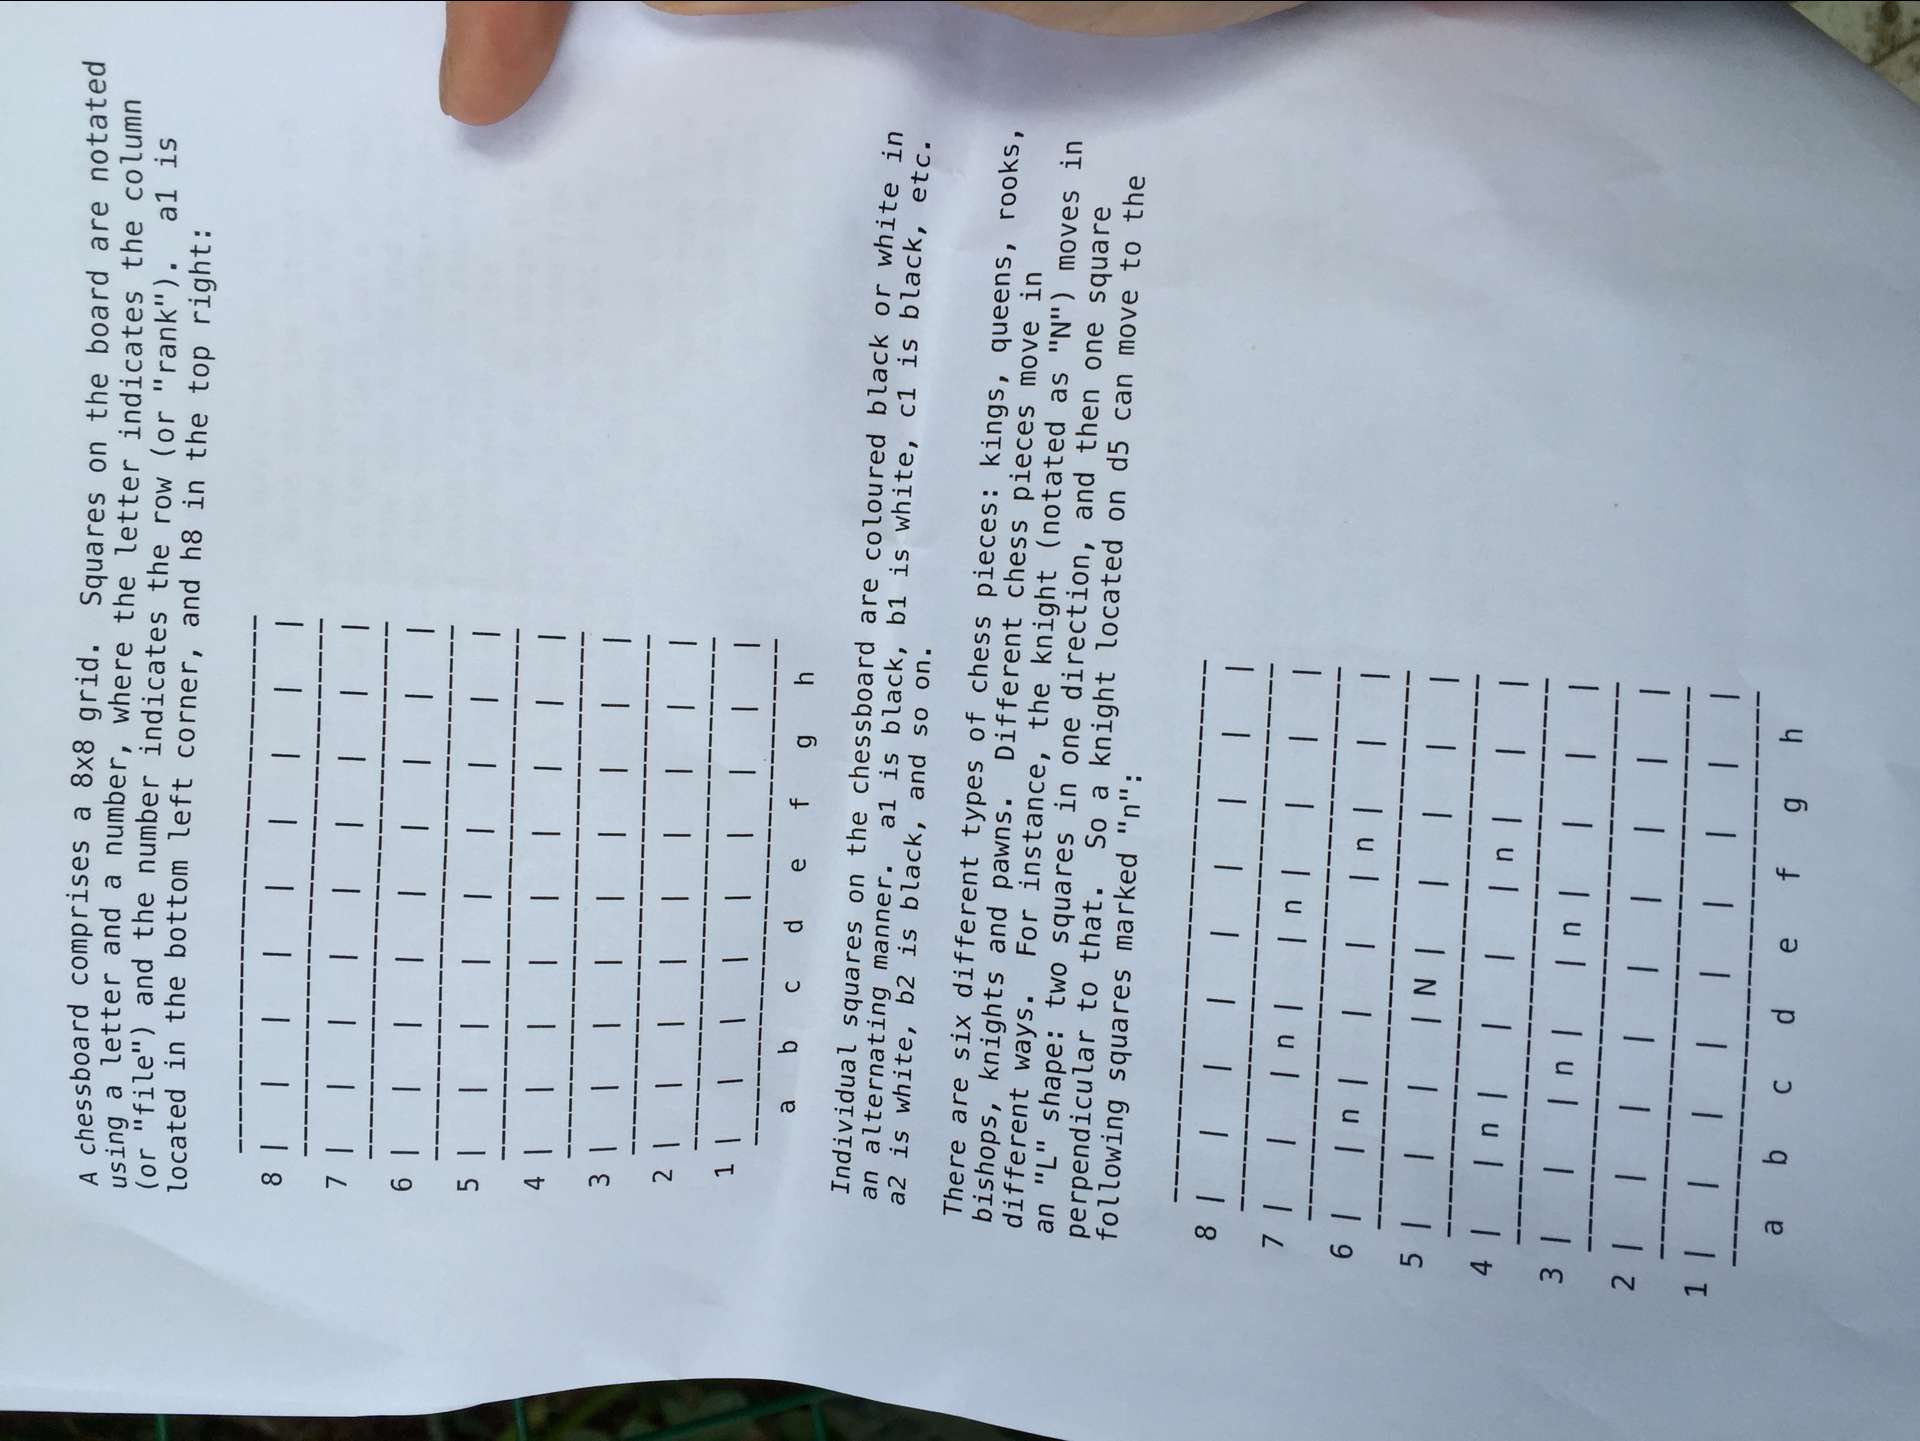 A chessboard comprises a 8x8 grid.  Squares on the board are notated
using a letter and a number, where the letter indicates the column
(or "file") and the number indicates the row (or "rank").  a1 is
located in the bottom left corner, and h8 in the top right:
---------------------------------
8 |   |   |   |   |   |   |   |   |
---------------------------------
7 |   |   |   |   |   |   |   |   |
---------------------------------
6 |   |   |   |   |   |   |   |   |
---------------------------------
5 |   |   |   |   |   |   |   |   |
---------------------------------
4 |   |   |   |   |   |   |   |   |
---------------------------------
3 |   |   |   |   |   |   |   |   |
---------------------------------
2 |   |   |   |   |   |   |   |   |
---------------------------------
1 |   |   |   |   |   |   |   |   |
---------------------------------
a   b   c   d   e   f   g   h
Individual squares on the chessboard are coloured black or white in
an alternating manner.  a1 is black, b1 is white, c1 is black, etc.
a2 is white, b2 is black, and so on.
There are six different types of chess pieces: kings, queens, rooks,
bishops, knights and pawns.  Different chess pieces move in
different ways.  For instance, the knight (notated as "N") moves in
an "L" shape: two squares in one direction, and then one square
perpendicular to that.  So a knight located on d5 can move to the
following squares marked "n":
---------------------------------
8 |   |   |   |   |   |   |   |   |
---------------------------------
7 |   |   | n |   | n |   |   |   |
---------------------------------
6 |   | n |   |   |   | n |   |   |
---------------------------------
5 |   |   |   | N |   |   |   |   |
---------------------------------
4 |   | n |   |   |   | n |   |   |
---------------------------------
3 |   |   | n |   | n |   |   |   |
---------------------------------
2 |   |   |   |   |   |   |   |   |
---------------------------------
1 |   |   |   |   |   |   |   |   |
---------------------------------
a   b   c   d   e   f   g   h